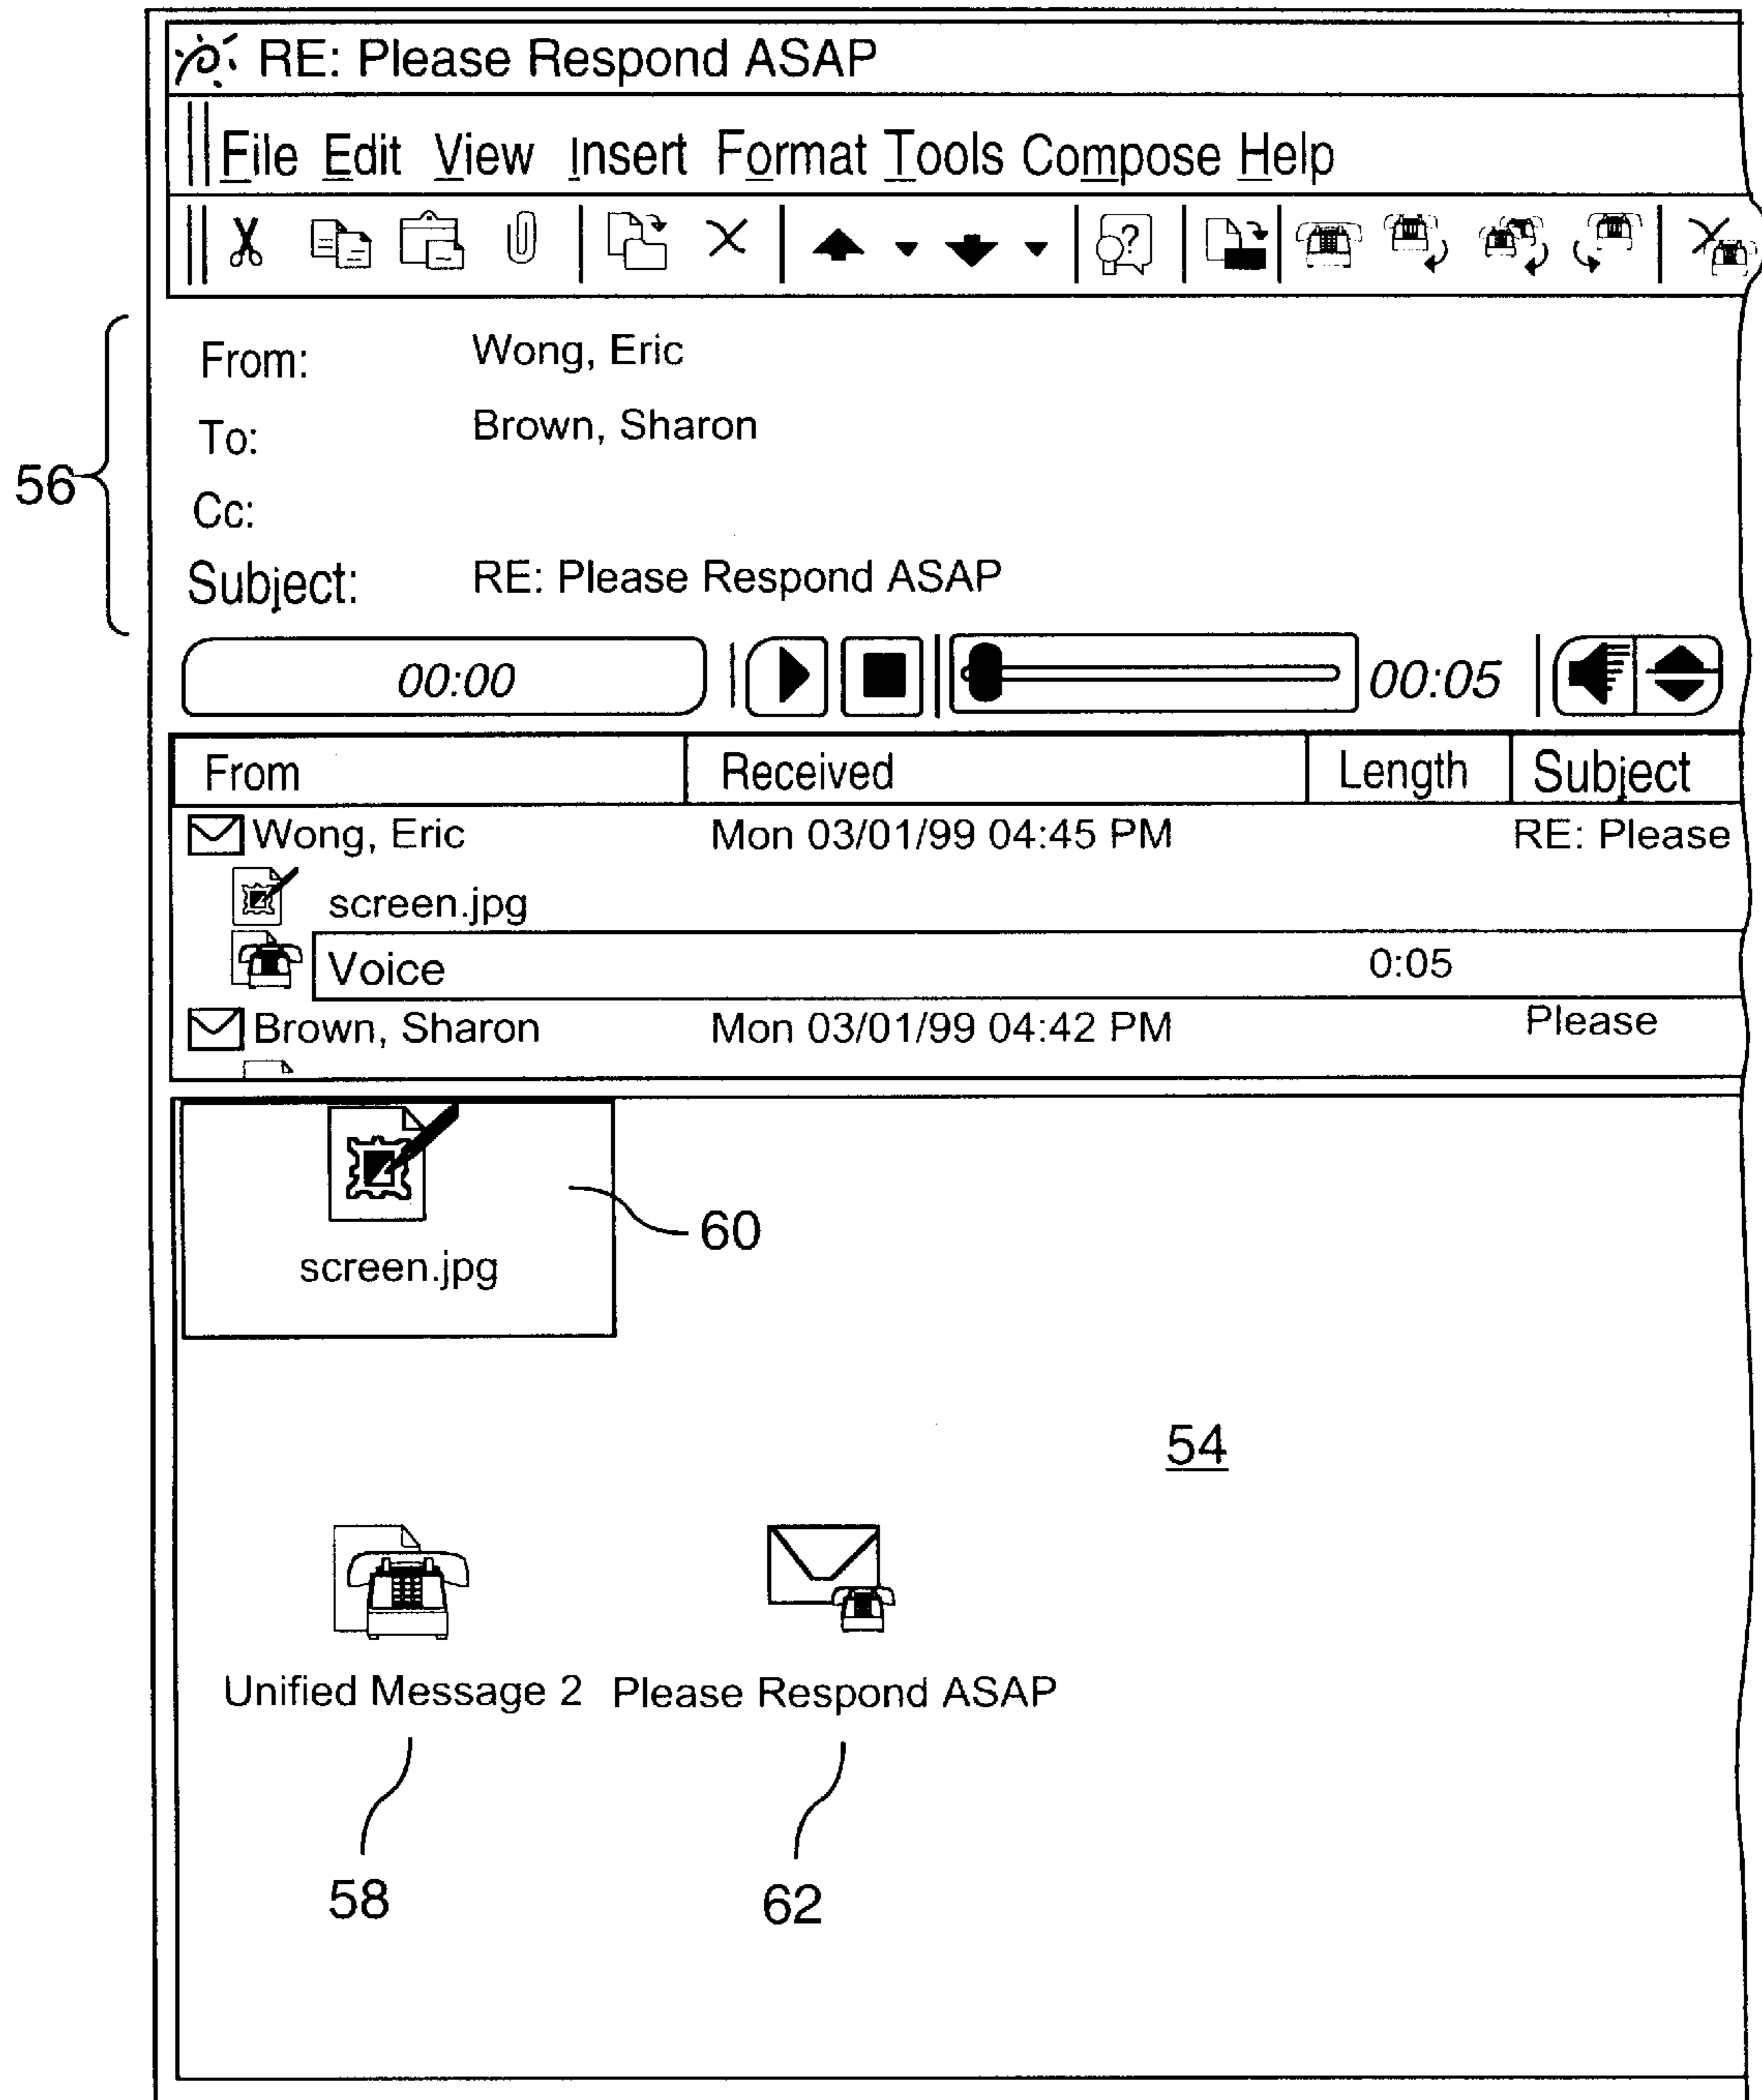 RE: Please Respond ASAP
File Edit View Insert Format Tools Compose Help
?
From: Wong, Eric
To: Brown, Sharon
56
Cc:
Subject: RE: Please Respond ASAP
00:00 00:05
From Received Length Subject
Wong, Eric Mon 03/01/99 04:45 PM RE: Please
screen.jpg
Voice 0:05
Brown, Sharon Mon 03/01/99 04:42 PM Please
60
screen.jpg
54
Unified Message 2 Please Respond ASAP
58 62